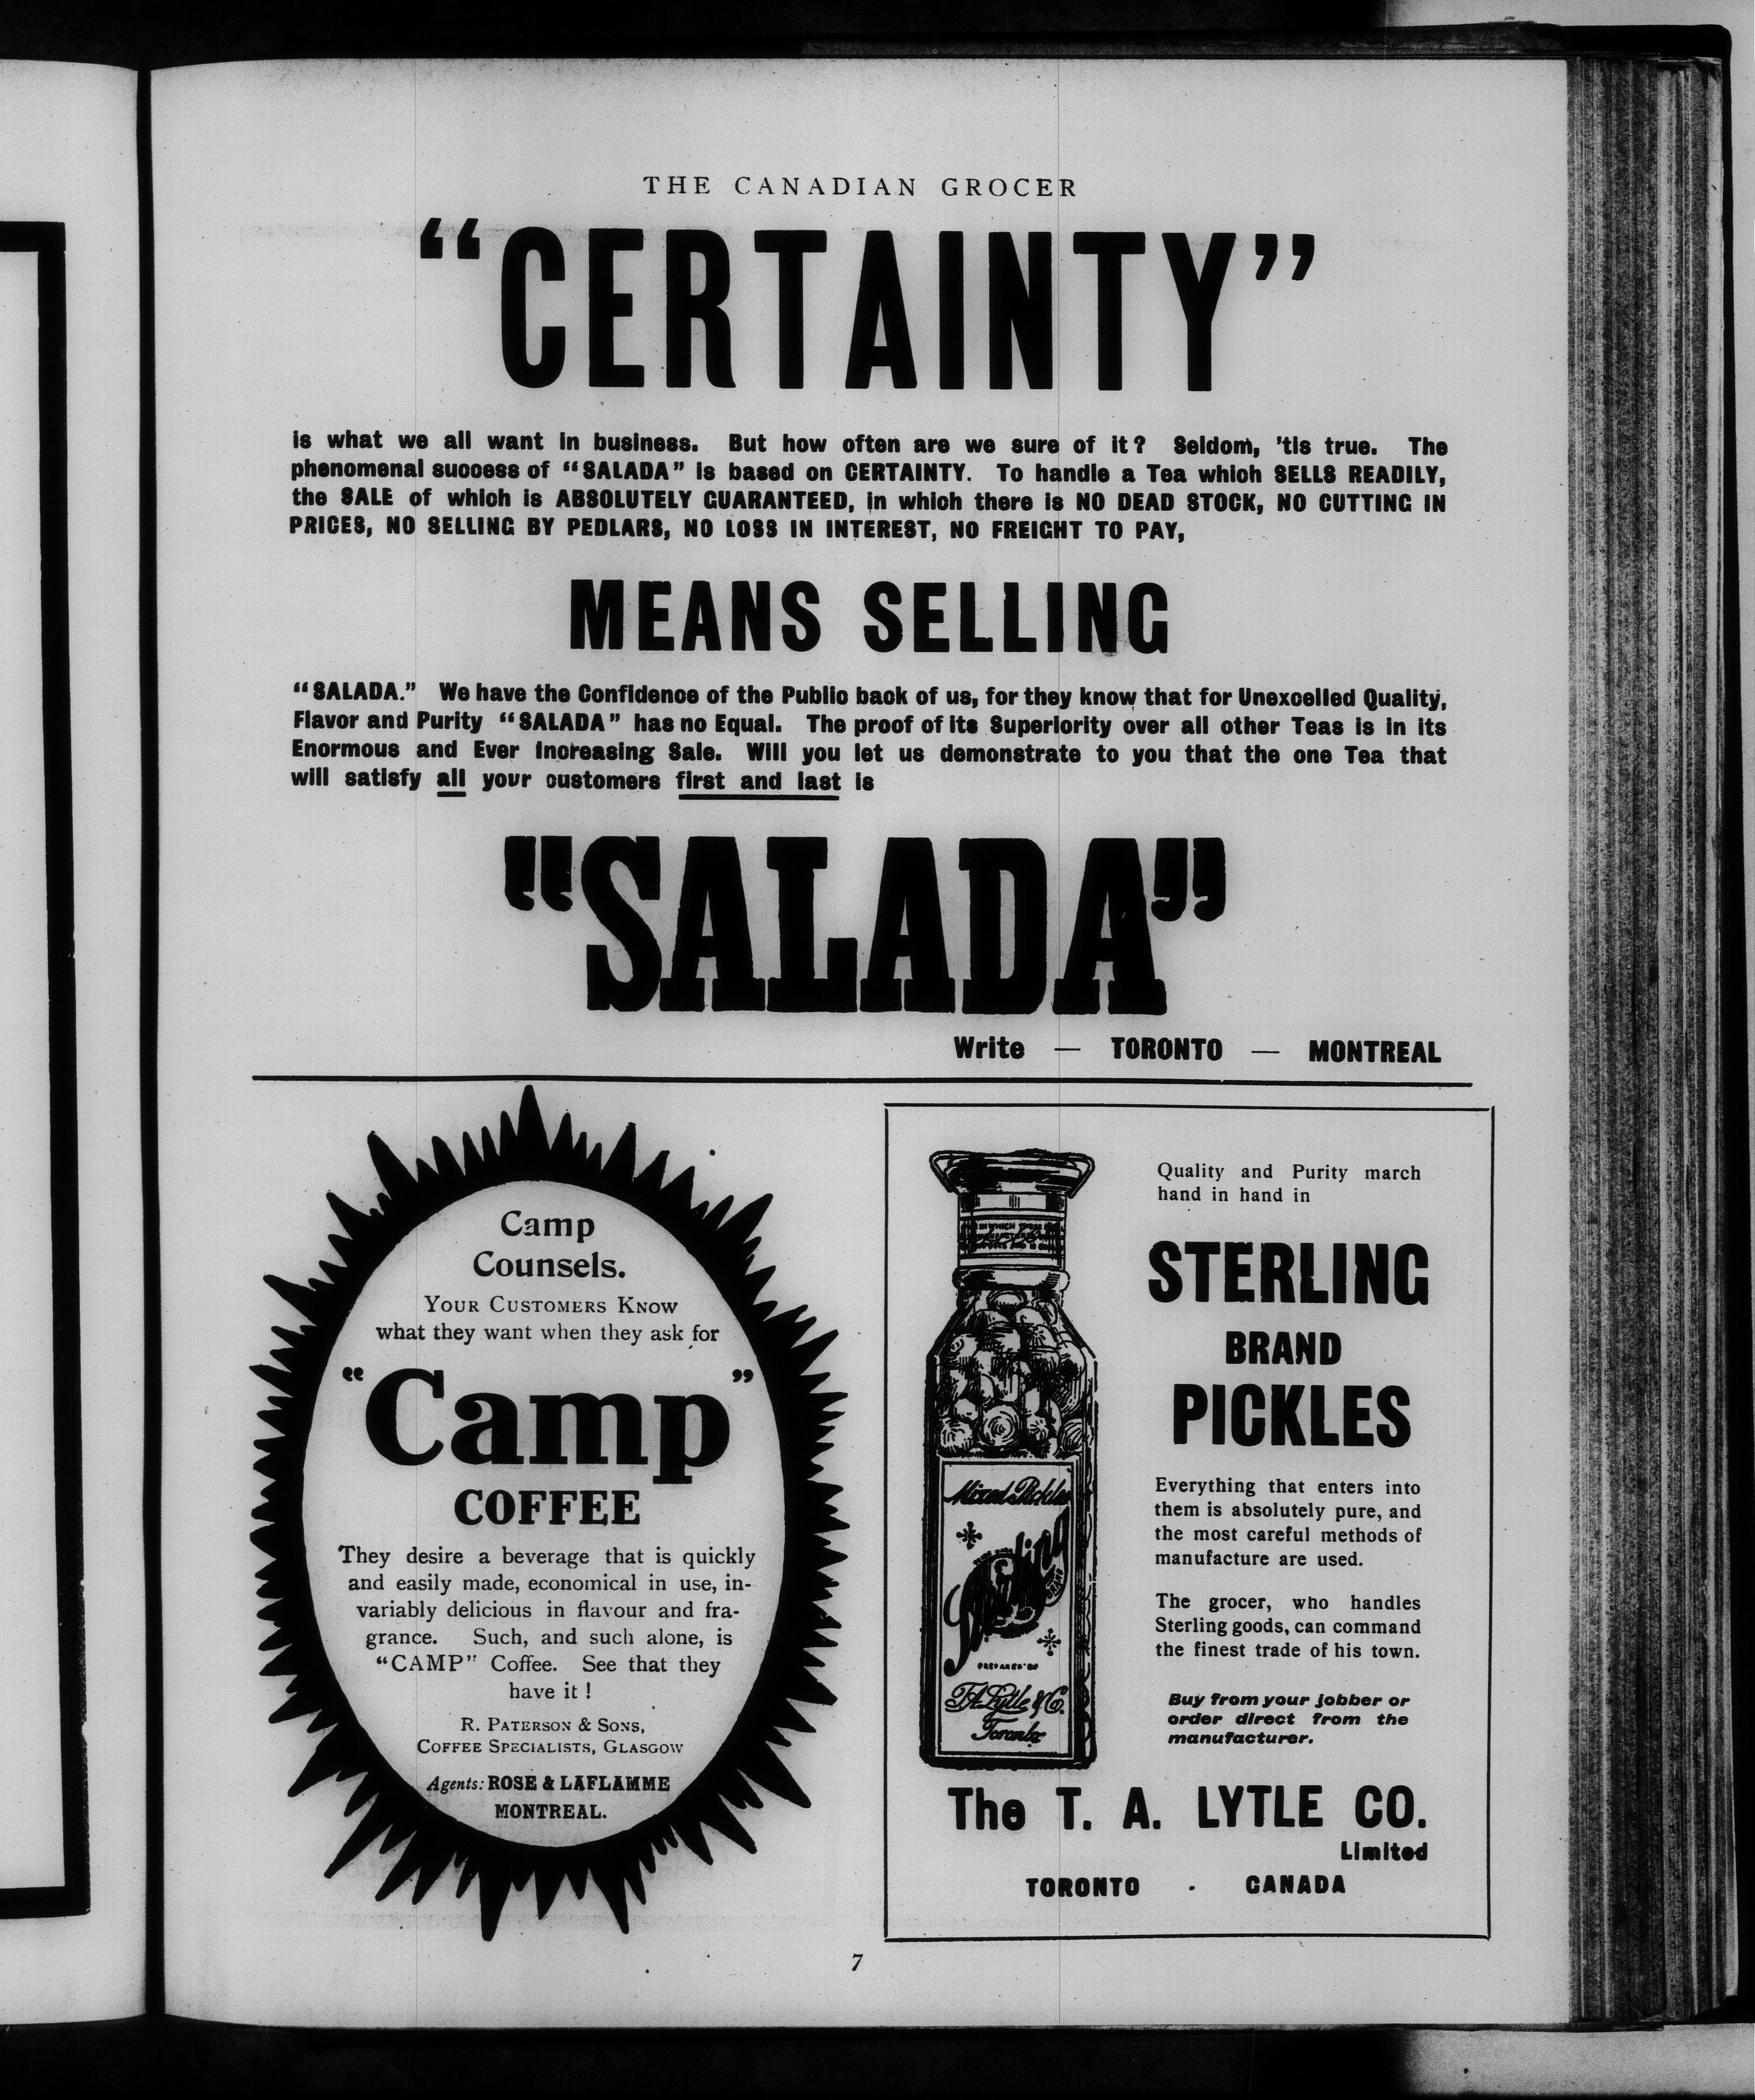 THE CANADIAN GROCER
“CERTAINTY”
is what we all want in business. But how often are we sure of it? Seldom, 'tis true. The
phenomenal success of “SALADA” is based on CERTAINTY. To handle a Tea which SELLS READILY,
the SALE of which is ABSOLUTELY GUARANTEED, in which there is NO DEAD STOCK, NO CUTTING IN
PRICES, NO SELLING BY PEDLARS, NO LOSS IN INTEREST, NO FREIGHT TO PAY,
MEANS SELLING
“SALADA.” We have the Confidence of the Public back of us, for they know that for Unexcelled Quality,
Flavor and Purity “SALADA” has no Equal. The proof of its Superiority over all other Teas is in its
Enormous and Ever Increasing Sale. Will you let us demonstrate to you that the one Tea that
will satisfy all your customers first and last is
“SALADA”
Write — TORONTO — MONTREAL
Camp
Counsels.
YOUR CUSTOMERS KNOW
what they want when they ask for
“Camp”
COFFEE
They desire a beverage that is quickly
and easily made, economical in use, in-
variably delicious in flavour and fra-
grance. Such, and such alone, is
“CAMP” Coffee. See that they
have it !
R. PATERSON & SONS,
COFFEE SPECIALISTS, GLASGOW
Agents: ROSE & LAFLAMME
MONTREAL.
Quality and Purity march
hand in hand in
STERLING
BRAND
PICKLES
Everything that enters into
them is absolutely pure, and
the most careful methods of
manufacture are used.
The grocer, who handles
Sterling goods, can command
the finest trade of his town.
Buy from your jobber or
order direct from the
manufacturer.
Mixed Pickles
Sterling
BRAND
PREPARED BY
T.A. Lytle & Co.
Toronto
The T. A. LYTLE CO.
Limited
TORONTO - CANADA
7